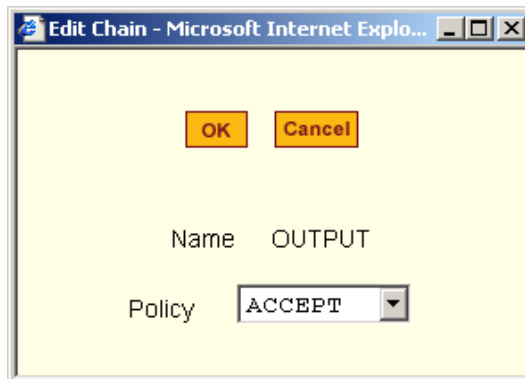 Edit Chain - Microsoft Internet Explo...
OK Cancel
Name OUTPUT
Policy ACCEPT